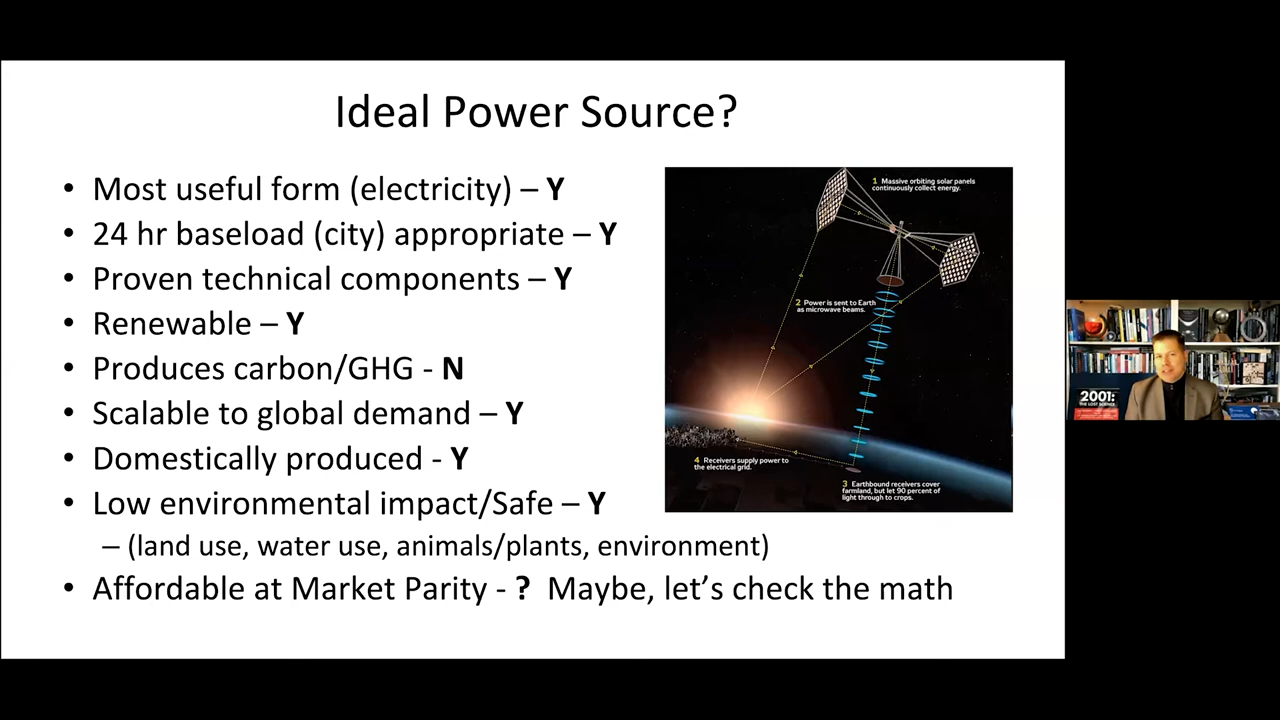 Ideal Power Source?
• Most useful form (electricity) – Y
• 24 hr baseload (city) appropriate – Y
• Proven technical components – Y
• Renewable – Y
• Produces carbon/GHG - N
• Scalable to global demand – Y
• Domestically produced - Y
• Low environmental impact/Safe – Y
– (land use, water use, animals/plants, environment)
• Affordable at Market Parity - ? Maybe, let's check the math
1 Massive orbiting solar panels
continuously collect energy.
2 Power is sent to Earth
as microwave beams.
4 Receivers supply power to
the electrical grid.
3 Earthbound receivers cover
farmland, but let 90 percent of
light through to crops.
2001:
THE LOST SCIENCE